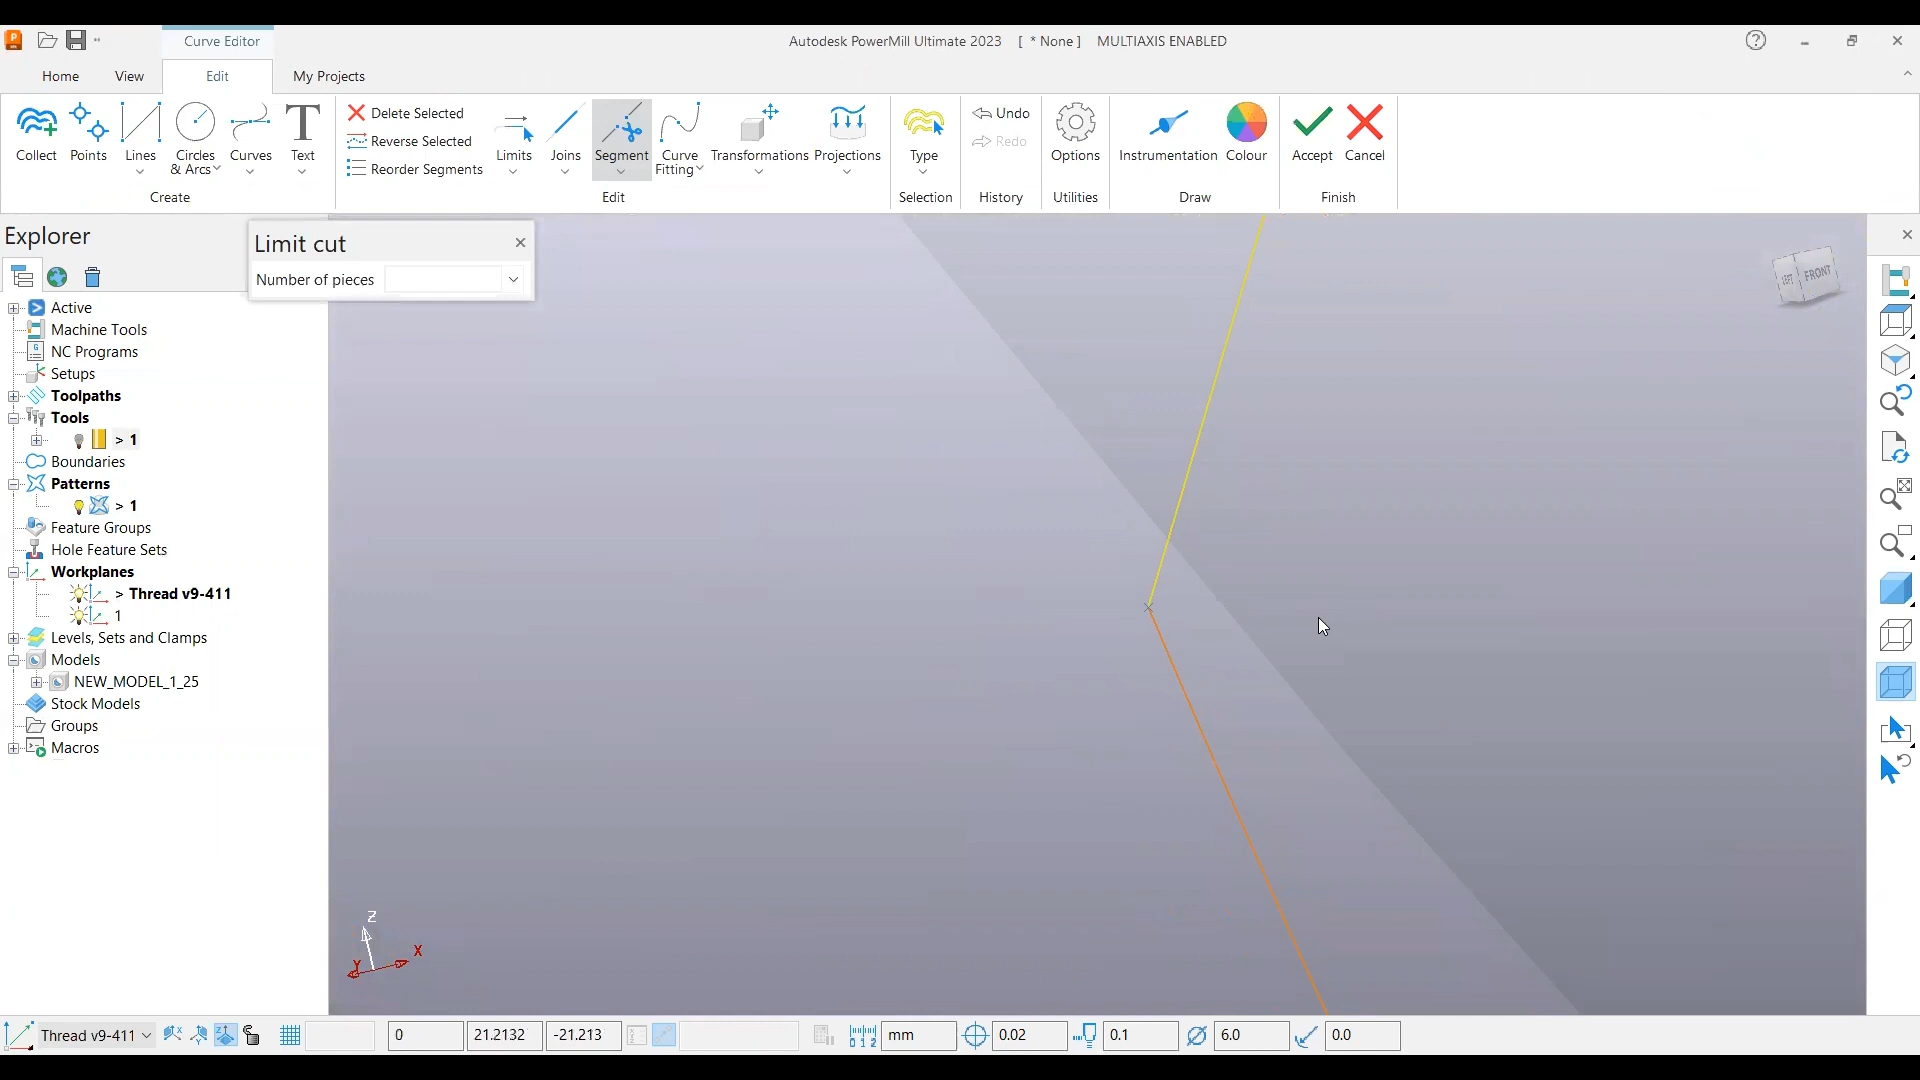 Curve Editor
Autodesk PowerMill Ultimate 2023 [ * None ] MULTIAXIS ENABLED
Home View Edit My Projects
Collect Points Lines Circles & Arcs Curves Text
Create
Delete Selected
Reverse Selected
Reorder Segments
Limits Joins Segment Curve Fitting Transformations Projections
Edit
Type
Selection
Undo
Redo
History
Options
Utilities
Instrumentation Colour
Draw
Accept Cancel
Finish
Explorer
Limit cut
Number of pieces
Active
Machine Tools
NC Programs
Setups
Toolpaths
Tools
> 1
Boundaries
Patterns
> 1
Feature Groups
Hole Feature Sets
Workplanes
> Thread v9-411
1
Levels, Sets and Clamps
Models
NEW_MODEL_1_25
Stock Models
Groups
Macros
LEFT FRONT
Z
X
Y
Thread v9-411 0 21.2132 -21.213 mm 0.02 0.1 6.0 0.0